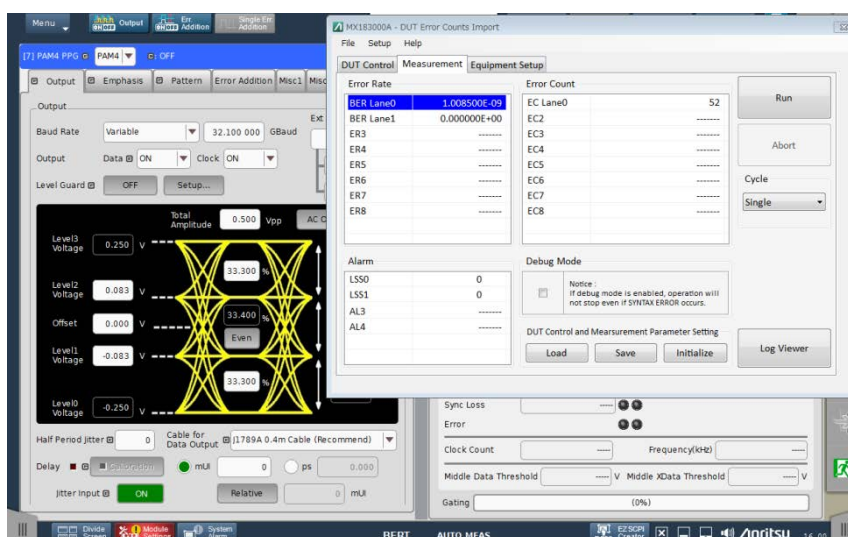 Menu
ON OFF Output
ON OFF Err. Addition
Single Err. Addition
[7] PAM4 PPG
PAM4
: OFF
Output
Emphasis
Pattern
Error Addition
Misc1
Misc
Output
Ext
Baud Rate
Variable
32.100 000
GBaud
Output
Data
ON
Clock
ON
Level Guard
OFF
Setup...
Total Amplitude
0.500
Vpp
Level3 Voltage
0.250
V
33.300
%
Level2 Voltage
0.083
V
Offset
0.000
V
33.400
%
Even
Level1 Voltage
-0.083
V
33.300
%
Level0 Voltage
-0.250
V
Half Period Jitter
0
Cable for Data Output
J1789A 0.4m Cable (Recommend)
Delay
Calibration
mUI
0
ps
0.000
Jitter Input
ON
Relative
0
mUI
MX183000A - DUT Error Counts Import
File
Setup
Help
DUT Control
Measurement
Equipment Setup
Error Rate
BER Lane0 1.008500E-09
BER Lane1 0.000000E+00
ER3 -------
ER4 -------
ER5 -------
ER6 -------
ER7 -------
ER8 -------
Error Count
EC Lane0 52
EC2 -------
EC3 -------
EC4 -------
EC5 -------
EC6 -------
EC7 -------
EC8 -------
Run
Abort
Cycle
Single
Alarm
LSS0 0
LSS1 0
AL3 -------
AL4 -------
Debug Mode
Notice :
If debug mode is enabled, operation will
not stop even if SYNTAX ERROR occurs.
DUT Control and Mearsurement Parameter Setting
Load
Save
Initialize
Log Viewer
Sync Loss
----
Error
Clock Count
----
Frequency(kHz)
----
Middle Data Threshold
----
V
Middle XData Threshold
----
V
Gating
(0%)
Divide Screen
Module Settings
System Alarm
BERT
AUTO MEAS
EZSCPI Creator
Anritsu